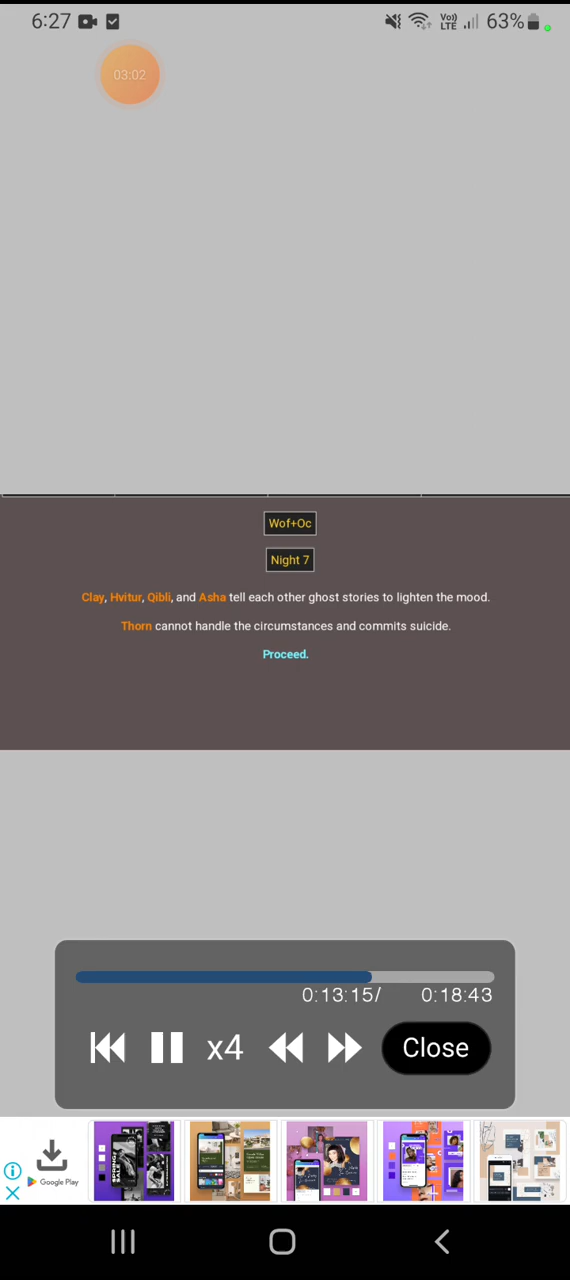 6:27
Vo)) LTE 63%
03:02
Wof+Oc
Night 7
Clay, Hvitur, Qibli, and Asha tell each other ghost stories to lighten the mood.
Thorn cannot handle the circumstances and commits suicide.
Proceed.
0:13:15/ 0:18:43
x4 Close
Google Play